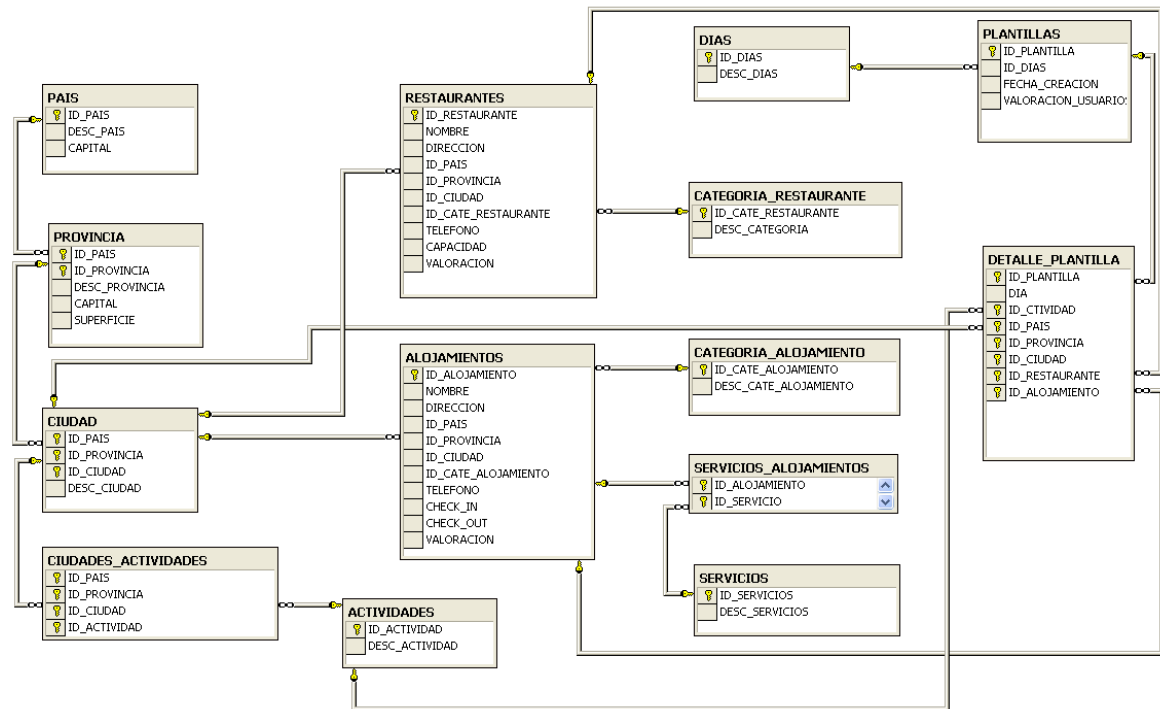 PAIS
ID_PAIS
DESC_PAIS
CAPITAL
PROVINCIA
ID_PAIS
ID_PROVINCIA
DESC_PROVINCIA
CAPITAL
SUPERFICIE
CIUDAD
ID_PAIS
ID_PROVINCIA
ID_CIUDAD
DESC_CIUDAD
CIUDADES_ACTIVIDADES
ID_PAIS
ID_PROVINCIA
ID_CIUDAD
ID_ACTIVIDAD
ACTIVIDADES
ID_ACTIVIDAD
DESC_ACTIVIDAD
RESTAURANTES
ID_RESTAURANTE
NOMBRE
DIRECCION
ID_PAIS
ID_PROVINCIA
ID_CIUDAD
ID_CATE_RESTAURANTE
TELEFONO
CAPACIDAD
VALORACION
ALOJAMIENTOS
ID_ALOJAMIENTO
NOMBRE
DIRECCION
ID_PAIS
ID_PROVINCIA
ID_CIUDAD
ID_CATE_ALOJAMIENTO
TELEFONO
CHECK_IN
CHECK_OUT
VALORACION
DIAS
ID_DIAS
DESC_DIAS
CATEGORIA_RESTAURANTE
ID_CATE_RESTAURANTE
DESC_CATEGORIA
CATEGORIA_ALOJAMIENTO
ID_CATE_ALOJAMIENTO
DESC_CATE_ALOJAMIENTO
SERVICIOS_ALOJAMIENTOS
ID_ALOJAMIENTO
ID_SERVICIO
SERVICIOS
ID_SERVICIOS
DESC_SERVICIOS
PLANTILLAS
ID_PLANTILLA
ID_DIAS
FECHA_CREACION
VALORACION_USUARIO
DETALLE_PLANTILLA
ID_PLANTILLA
DIA
ID_CTIVIDAD
ID_PAIS
ID_PROVINCIA
ID_CIUDAD
ID_RESTAURANTE
ID_ALOJAMIENTO